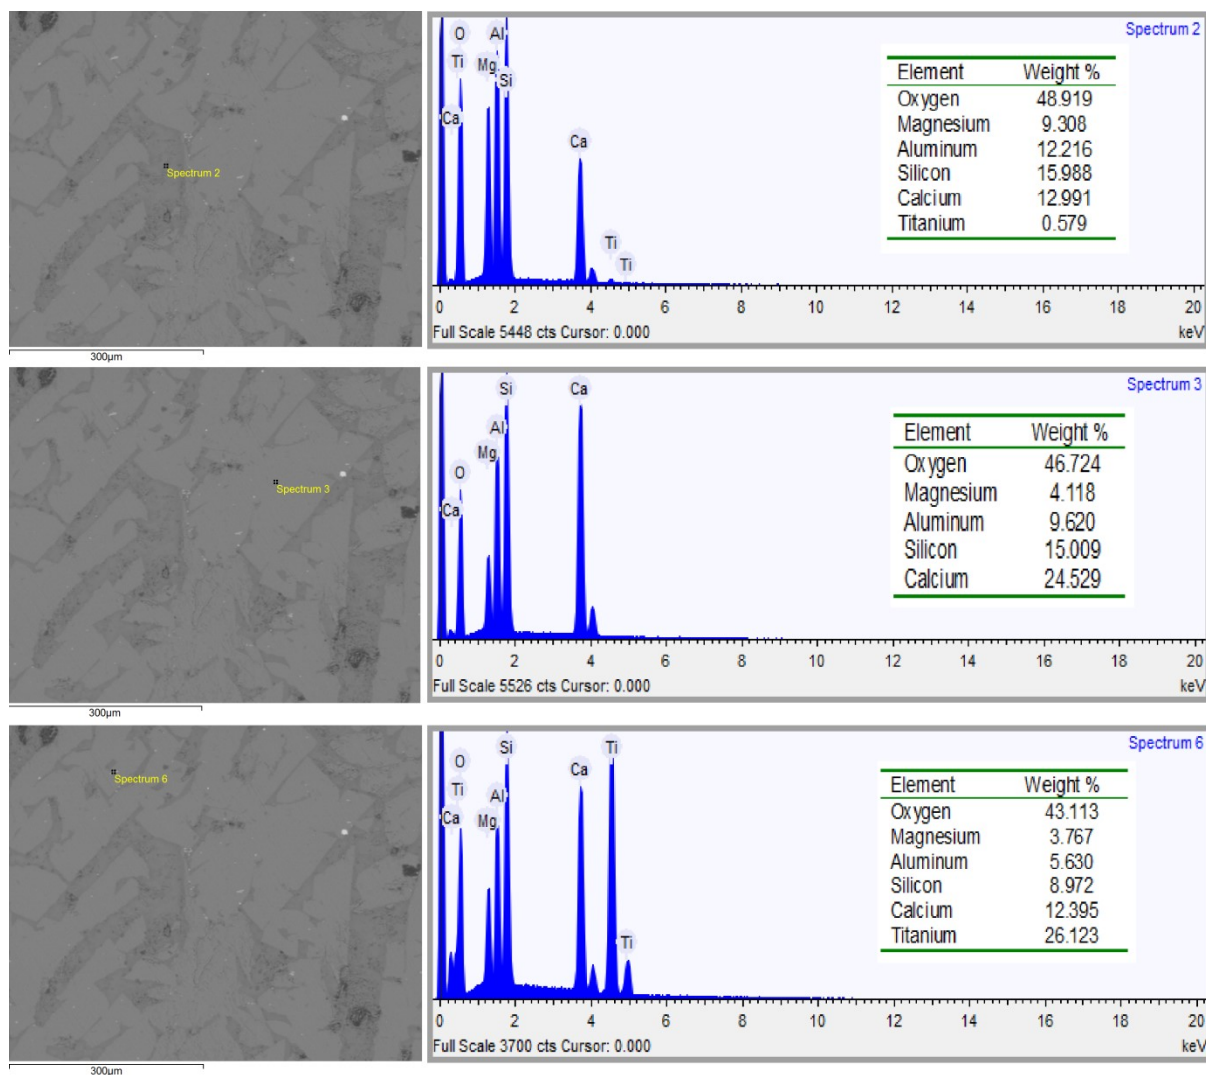 Spectrum 2
300µm
Spectrum 2
O Al
Ti Mg
Si
Ca
Ca
Ti
Ti
Element Weight %
Oxygen 48.919
Magnesium 9.308
Aluminum 12.216
Silicon 15.988
Calcium 12.991
Titanium 0.579
0 2 4 6 8 10 12 14 16 18 20
Full Scale 5448 cts Cursor: 0.000 keV
Spectrum 3
300µm
Spectrum 3
Si Ca
Al
Mg
O
Ca
Element Weight %
Oxygen 46.724
Magnesium 4.118
Aluminum 9.620
Silicon 15.009
Calcium 24.529
0 2 4 6 8 10 12 14 16 18 20
Full Scale 5526 cts Cursor: 0.000 keV
Spectrum 6
300µm
Spectrum 6
O Si Ti
Ca
Ti Al
Ca Mg
Ti
Element Weight %
Oxygen 43.113
Magnesium 3.767
Aluminum 5.630
Silicon 8.972
Calcium 12.395
Titanium 26.123
0 2 4 6 8 10 12 14 16 18 20
Full Scale 3700 cts Cursor: 0.000 keV